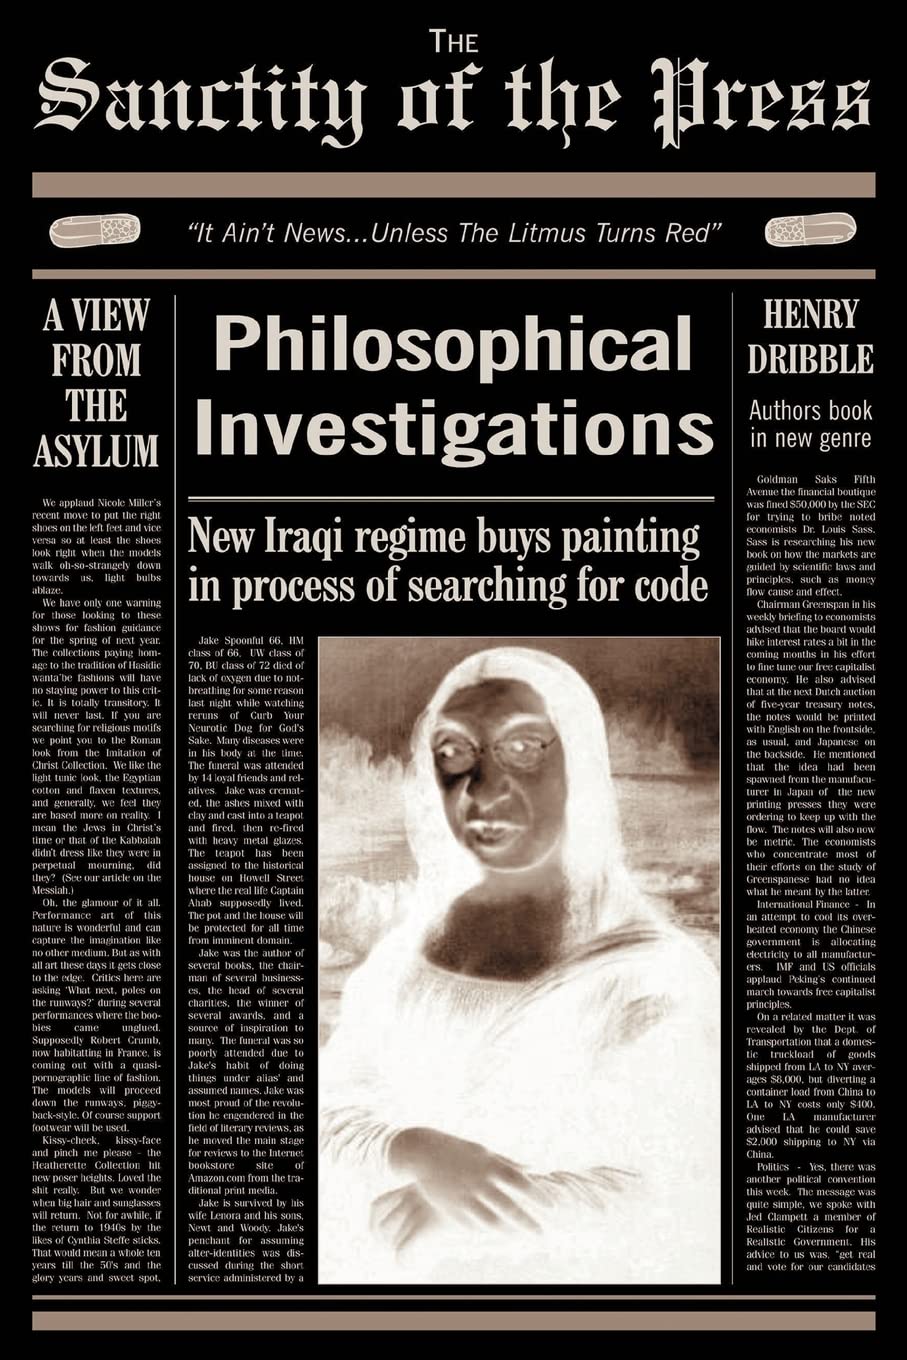 THE
Sanctity of the Press
“It Ain't News...Unless The Litmus Turns Red”
A VIEW
FROM
THE
ASYLUM
We applaud Nicole Miller's
recent move to put the right
shoes on the left feet and vice
versa so at least the shoes
look right when the models
walk oh-so-strangely down
towards us, light bulbs
ablaze.
We have only one warning
for those looking to these
shows for fashion guidance
for the spring of next year.
The collections paying hom-
age to the tradition of Hasidic
wanta'be fashions will have
no staying power to this crit-
ic. It is totally transitory. It
will never last. If you are
searching for religious motifs
we point you to the Roman
look from the Imitation of
Christ Collection. We like the
light tunic look, the Egyptian
cotton and flaxen textures,
and generally, we feel they
are based more on reality. I
mean the Jews in Christ's
time or that of the Kabbalah
didn't dress like they were in
perpetual mourning, did
they? (See our article on the
Messiah.)
Oh, the glamour of it all.
Performance art of this
nature is wonderful and can
capture the imagination like
no other medium. But as with
all art these days it gets close
to the edge. Critics here are
asking 'What next, poles on
the runways?' during several
performances where the boo-
bies came unglued.
Supposedly Robert Crumb,
now habitatting in France, is
coming out with a quasi-
pornographic line of fashion.
The models will proceed
down the runways, piggy-
back-style. Of course support
footwear will be used.
Kissy-cheek, kissy-face
and pinch me please - the
Heatherette Collection hit
new poser heights. Loved the
shit really. But we wonder
when big hair and sunglasses
will return. Not for awhile, if
the return to 1940s by the
likes of Cynthia Steffe sticks.
That would mean a whole ten
years till the 50's and the
glory years and sweet spot,
Philosophical
Investigations
New Iraqi regime buys painting
in process of searching for code
Jake Spoonful 66, HM
class of 66, UW class of
70, BU class of 72 died of
lack of oxygen due to not-
breathing for some reason
last night while watching
reruns of Curb Your
Neurotic Dog for God's
Sake. Many diseases were
in his body at the time.
The funeral was attended
by 14 loyal friends and rel-
atives. Jake was cremat-
ed, the ashes mixed with
clay and cast into a teapot
and fired, then re-fired
with heavy metal glazes.
The teapot has been
assigned to the historical
house on Howell Street
where the real life Captain
Ahab supposedly lived.
The pot and the house will
be protected for all time
from imminent domain.
Jake was the author of
several books, the chair-
man of several business-
es, the head of several
charities, the winner of
several awards, and a
source of inspiration to
many. The funeral was so
poorly attended due to
Jake's habit of doing
things under alias' and
assumed names. Jake was
most proud of the revolu-
tion he engendered in the
field of literary reviews, as
he moved the main stage
for reviews to the Internet
bookstore site of
Amazon.com from the tra-
ditional print media.
Jake is survived by his
wife Lenora and his sons,
Newt and Woody. Jake's
penchant for assuming
alter-identities was dis-
cussed during the short
service administered by a
HENRY
DRIBBLE
Authors book
in new genre
Goldman Saks Fifth
Avenue the financial boutique
was fined $50,000 by the SEC
for trying to bribe noted
economists Dr. Louis Sass.
Sass is researching his new
book on how the markets are
guided by scientific laws and
principles, such as money
flow cause and effect.
Chairman Greenspan in his
weekly briefing to economists
advised that the board would
hike interest rates a bit in the
coming months in his effort
to fine tune our free capitalist
economy. He also advised
that at the next Dutch auction
of five-year treasury notes,
the notes would be printed
with English on the frontside,
as usual, and Japanese on
the backside. He mentioned
that the idea had been
spawned from the manufacu-
turer in Japan of the new
printing presses they were
ordering to keep up with the
flow. The notes will also now
be metric. The economists
who concentrate most of
their efforts on the study of
Greenspanese had no idea
what he meant by the latter.
International Finance - In
an attempt to cool its over-
heated economy the Chinese
government is allocating
electricity to all manufactur-
ers. IMF and US officials
applaud Peking's continued
march towards free capitalist
principles.
On a related matter it was
revealed by the Dept. of
Transportation that a domes-
tic truckload of goods
shipped from LA to NY aver-
ages $8,000, but diverting a
container load from China to
LA to NY costs only $400.
One LA manufacturer
advised that he could save
$2,000 shipping to NY via
China.
Politics - Yes, there was
another political convention
this week. The message was
quite simple, we spoke with
Jed Clampett a member of
Realistic Citizens for a
Realistic Government. His
advice to us was, "get real
and vote for our candidates